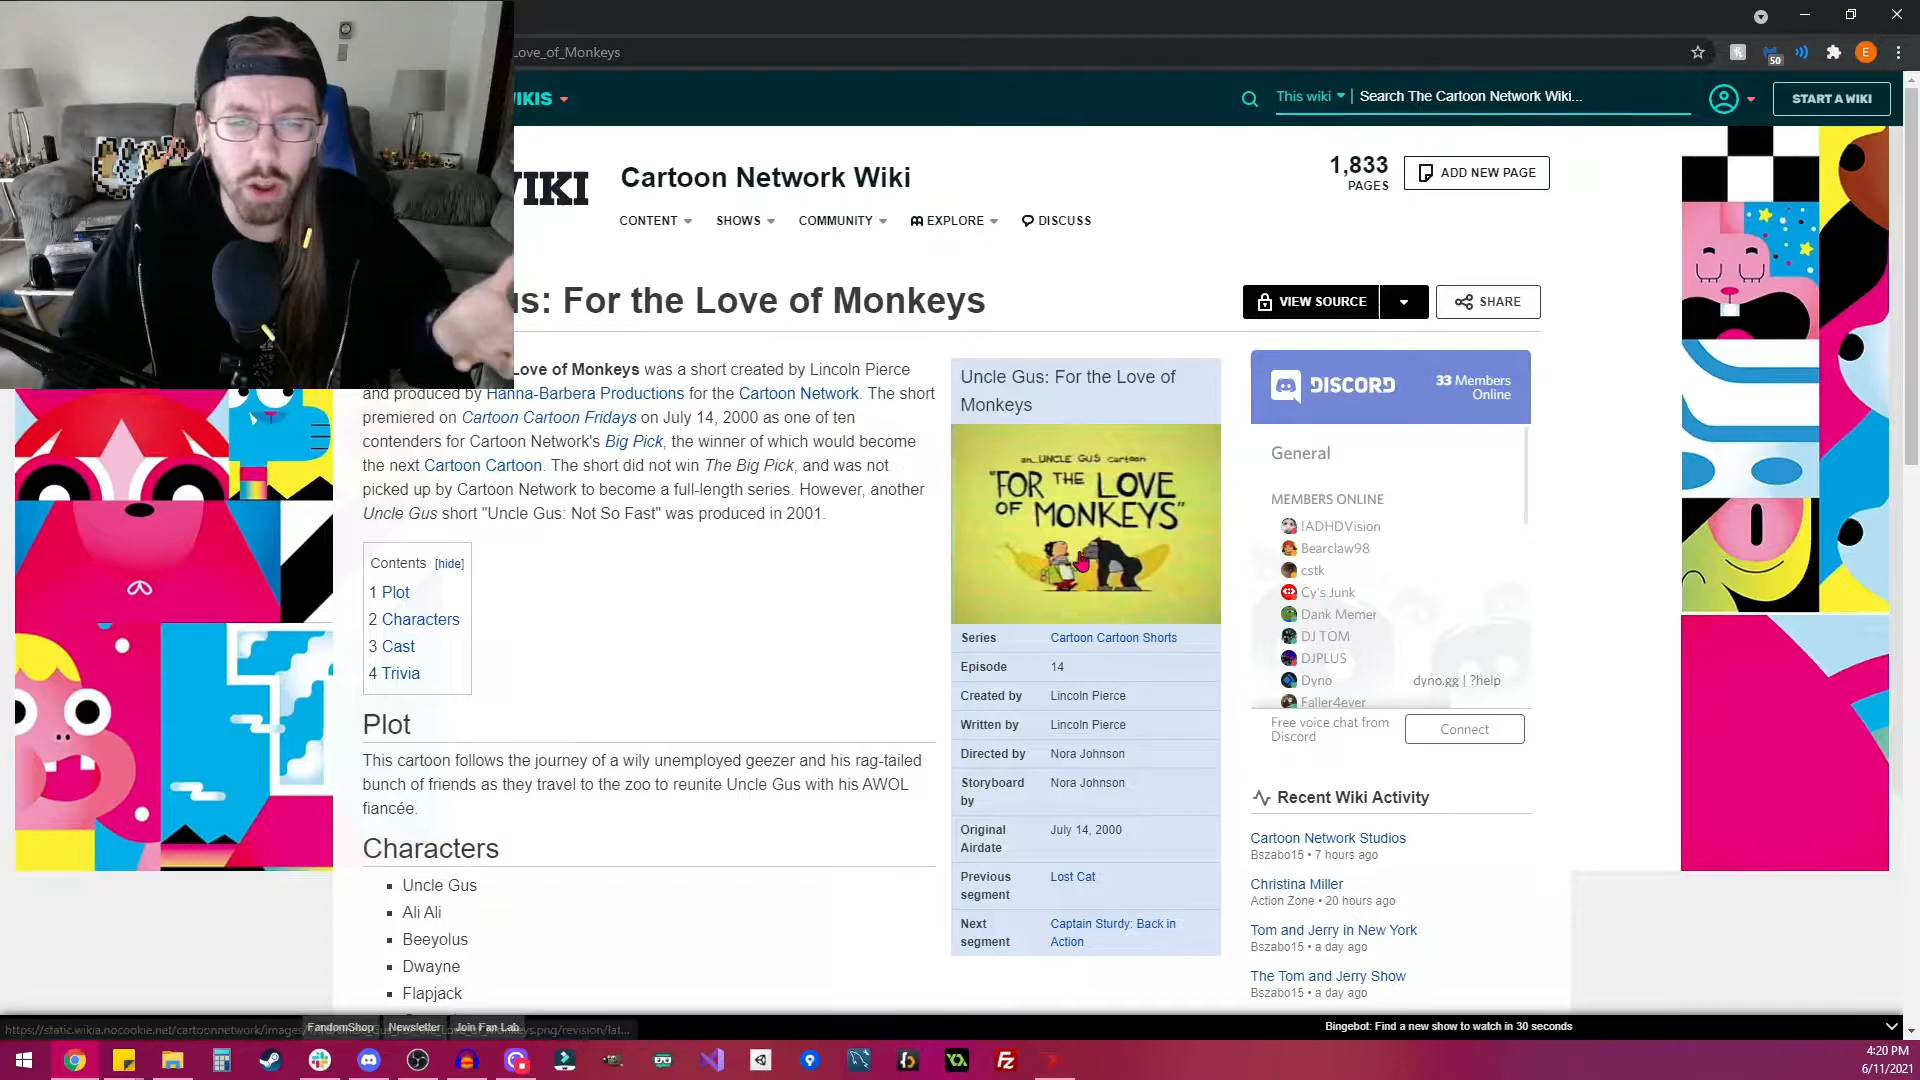 Love_of_Monkeys
E
50
WIKIS
This wiki
Search The Cartoon Network Wiki...
START A WIKI
WIKI
Cartoon Network Wiki
1,833
PAGES
ADD NEW PAGE
CONTENT
SHOWS
COMMUNITY
EXPLORE
DISCUSS
us: For the Love of Monkeys
VIEW SOURCE
SHARE
Love of Monkeys was a short created by Lincoln Pierce
and produced by Hanna-Barbera Productions for the Cartoon Network. The short
premiered on Cartoon Cartoon Fridays on July 14, 2000 as one of ten
contenders for Cartoon Network's Big Pick, the winner of which would become
the next Cartoon Cartoon. The short did not win The Big Pick, and was not
picked up by Cartoon Network to become a full-length series. However, another
Uncle Gus short "Uncle Gus: Not So Fast" was produced in 2001.
Contents [hide]
1 Plot
2 Characters
3 Cast
4 Trivia
Plot
This cartoon follows the journey of a wily unemployed geezer and his rag-tailed
bunch of friends as they travel to the zoo to reunite Uncle Gus with his AWOL
fiancée.
Characters
Uncle Gus
Ali Ali
Beeyolus
Dwayne
Flapjack
Uncle Gus: For the Love of
Monkeys
an UNCLE GUS cartoon
"FOR THE LOVE
OF MONKEYS"
Series Cartoon Cartoon Shorts
Episode 14
Created by Lincoln Pierce
Written by Lincoln Pierce
Directed by Nora Johnson
Storyboard by Nora Johnson
Original Airdate July 14, 2000
Previous segment Lost Cat
Next segment Captain Sturdy: Back in Action
DISCORD
33 Members
Online
General
MEMBERS ONLINE
!ADHDVision
Bearclaw98
cstk
Cy's Junk
Dank Memer
DJ TOM
DJPLUS
Dyno dyno.gg | ?help
Faller4ever
Free voice chat from
Discord
Connect
Recent Wiki Activity
Cartoon Network Studios
Bszabo15 • 7 hours ago
Christina Miller
Action Zone • 20 hours ago
Tom and Jerry in New York
Bszabo15 • a day ago
The Tom and Jerry Show
Bszabo15 • a day ago
FandomShop
Newsletter
Join Fan Lab
Bingebot: Find a new show to watch in 30 seconds
4:20 PM
6/11/2021